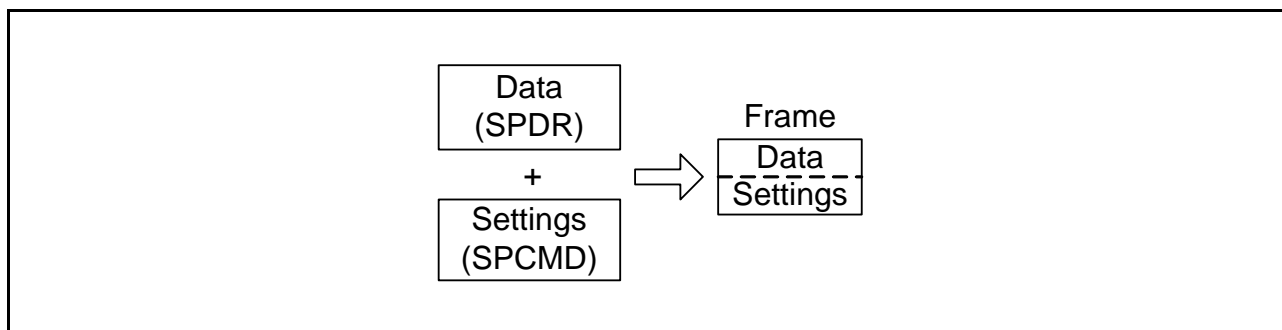 Data
(SPDR)
+
Settings
(SPCMD)
Frame
Data
Settings